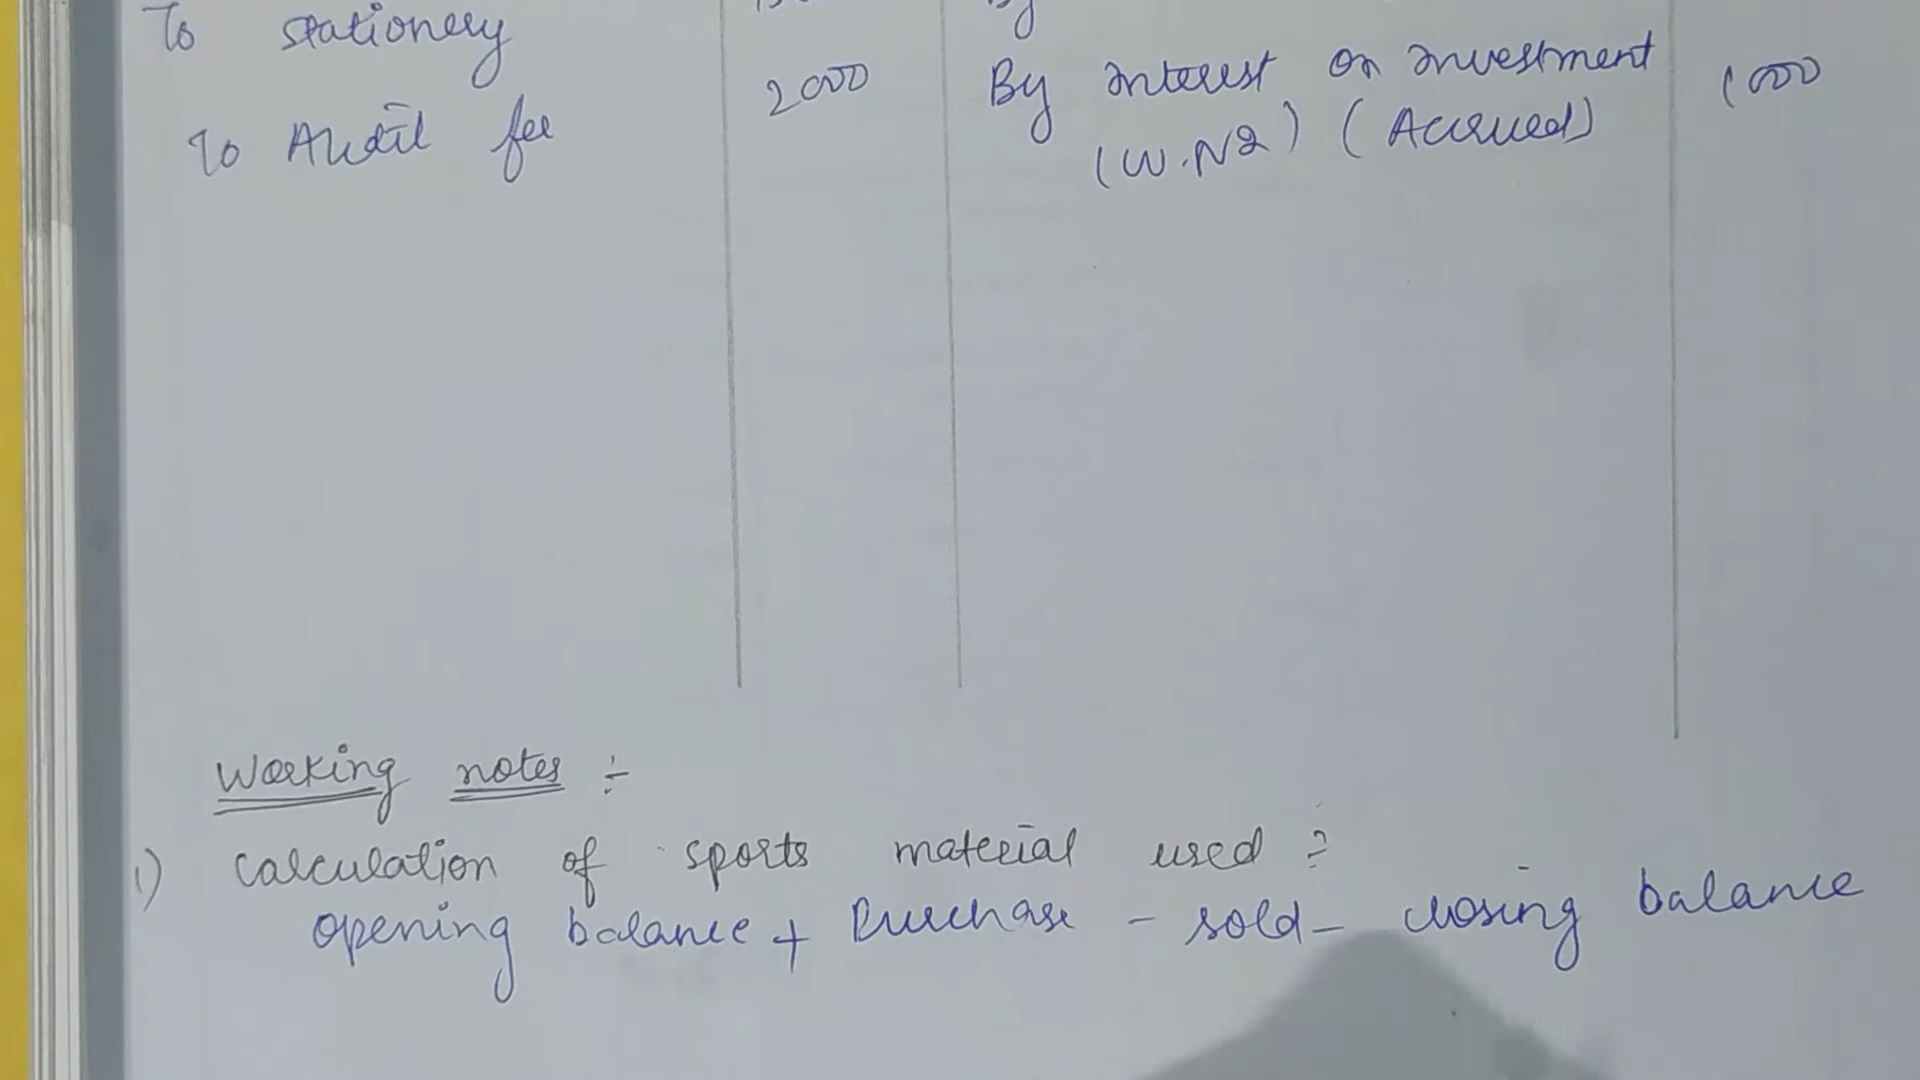 To stationery
By
2000 By interest on investment 1000
To Audit fee
(W.N2) (Accrued)
Working notes :-
1) Calculation of sports material used :-
opening balance + Purchase - sold - closing balance